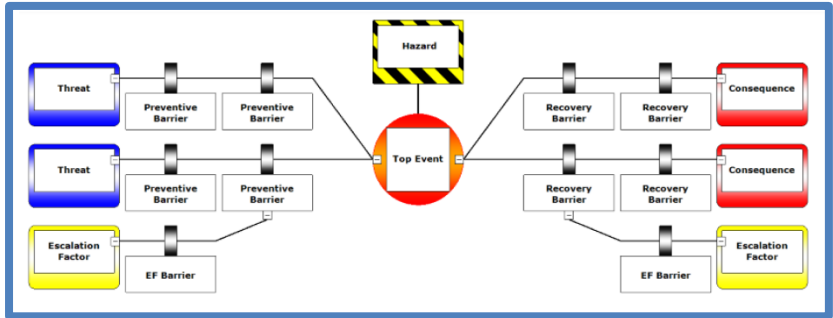 Hazard
Threat
Preventive
Barrier
Preventive
Barrier
Recovery
Barrier
Recovery
Barrier
Consequence
Top Event
Threat
Preventive
Barrier
Preventive
Barrier
Recovery
Barrier
Recovery
Barrier
Consequence
Escalation
Factor
EF Barrier
EF Barrier
Escalation
Factor